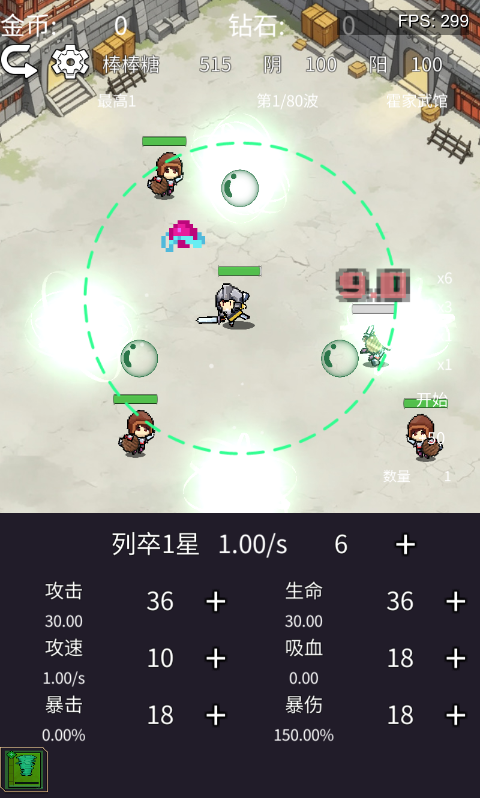 金币: 0 钻石: 0 FPS: 299
棒棒糖 515 阴 100 阳 100
最高1 第1/80波 霍家武馆
9.0
x6
x1
开始
50
数量 1
列卒1星 1.00/s 6 +
攻击 36 + 生命 36 +
30.00 30.00
攻速 10 + 吸血 18 +
1.00/s 0.00
暴击 18 + 暴伤 18 +
0.00% 150.00%